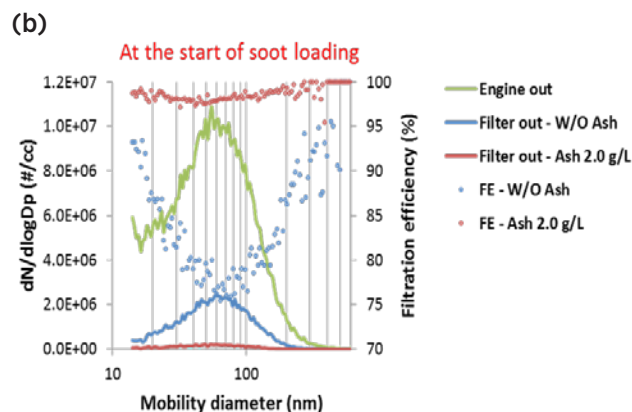 (b)
At the start of soot loading
1.2E+07
1.0E+07
8.0E+06
6.0E+06
4.0E+06
2.0E+06
0.0E+00
dN/dlogDp (#/cc)
100
95
90
85
80
75
70
Filtration efficiency (%)
10
100
Mobility diameter (nm)
Engine out
Filter out - W/O Ash
Filter out - Ash 2.0 g/L
FE - W/O Ash
FE - Ash 2.0 g/L